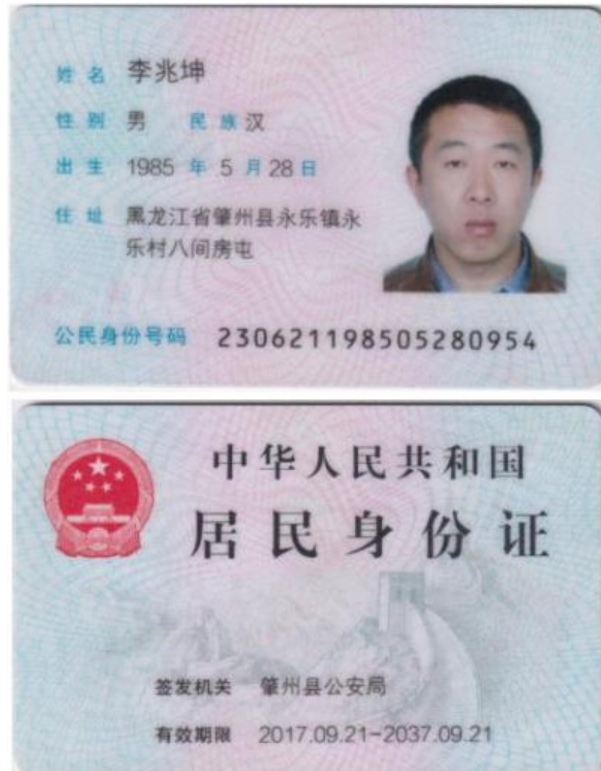 姓名 李兆坤
性别 男 民族 汉
出生 1985 年 5 月 28 日
住址 黑龙江省肇州县永乐镇永
乐村八间房屯
公民身份号码 230621198505280954
中华人民共和国
居民身份证
签发机关 肇州县公安局
有效期限 2017.09.21-2037.09.21